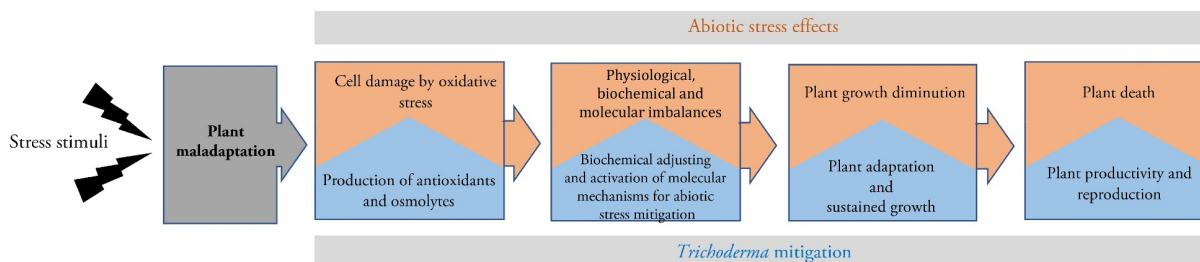 Abiotic stress effects
Stress stimuli
Plant
maladaptation
Cell damage by oxidative
stress
Production of antioxidants
and osmolytes
Physiological,
biochemical and
molecular imbalances
Biochemical adjusting
and activation of molecular
mechanisms for abiotic
stress mitigation
Plant growth diminution
Plant adaptation
and
sustained growth
Plant death
Plant productivity and
reproduction
Trichoderma mitigation